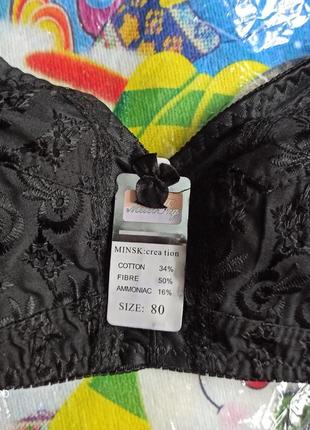 MINSK:crea tion
COTTON 34%
FIBRE 50%
AMMONIAC 16%
SIZE: 80